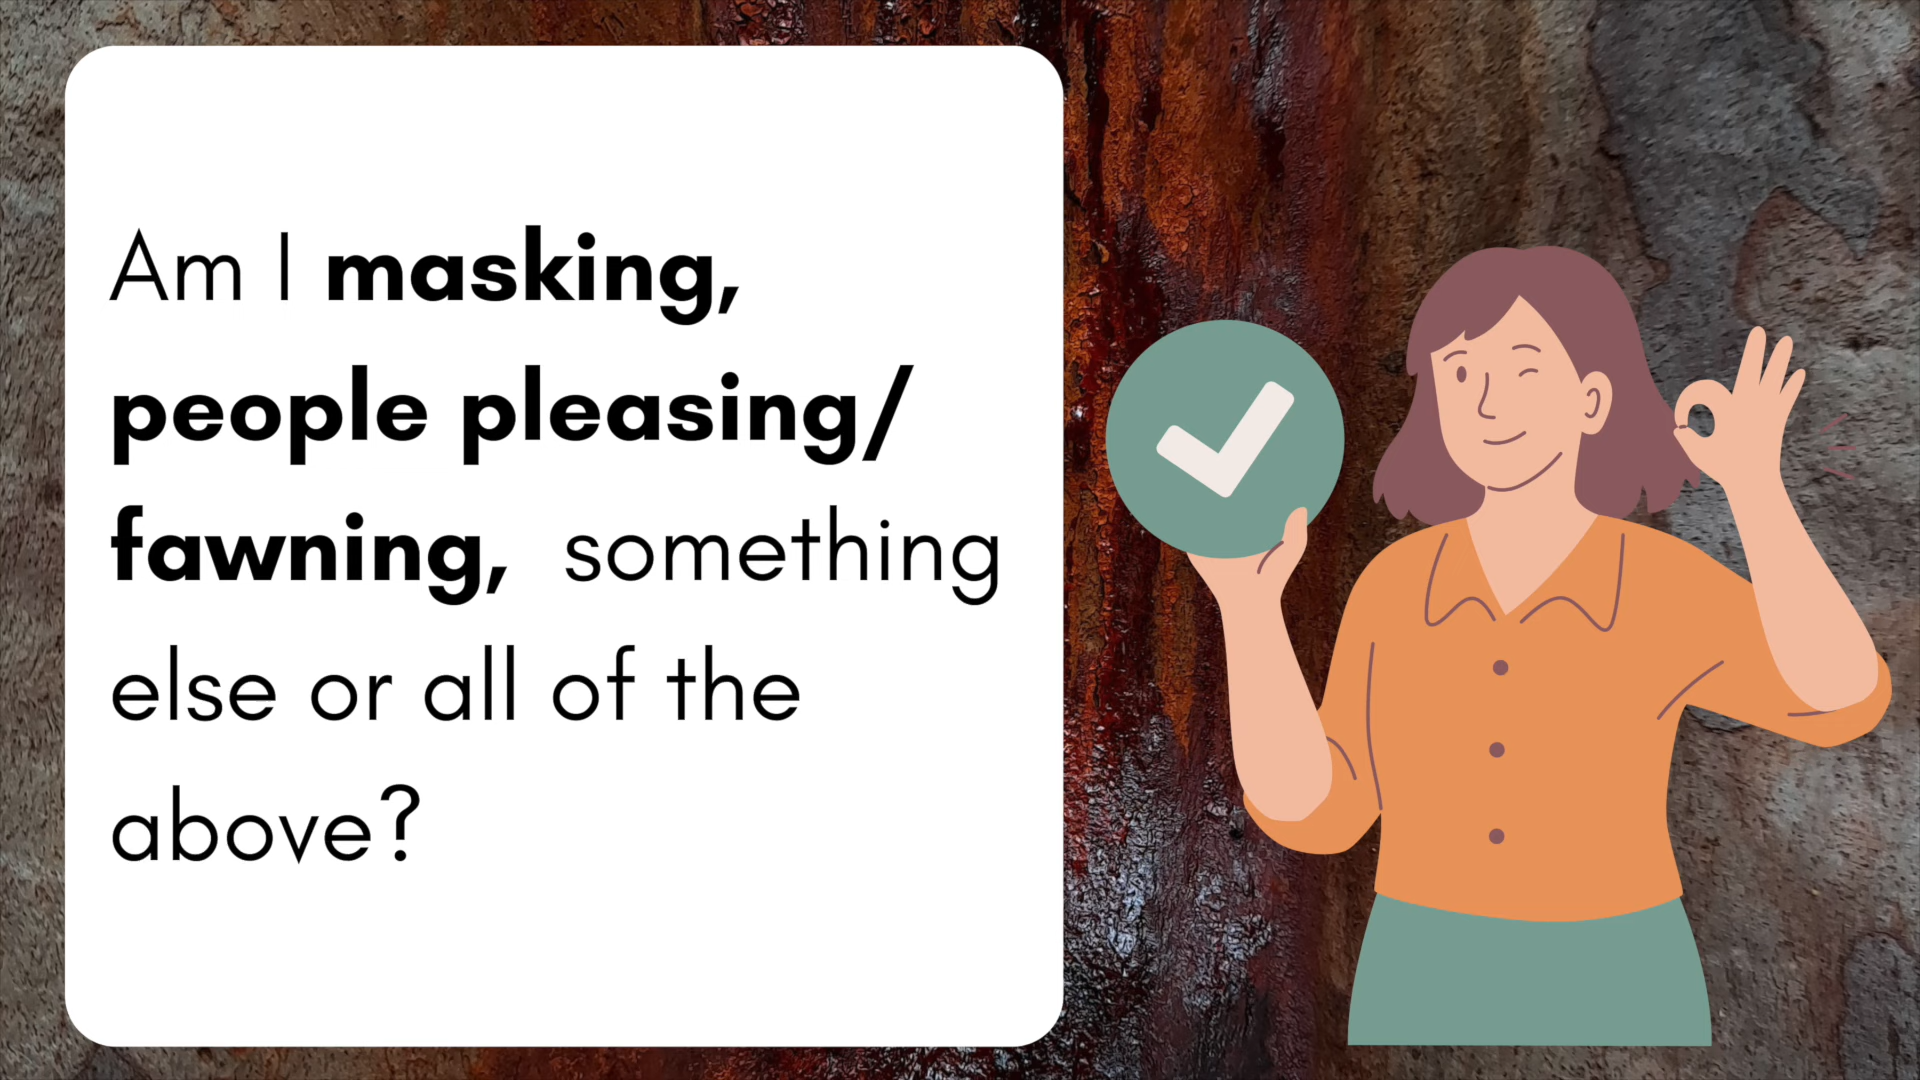 Am I masking,
people pleasing/
fawning, something
else or all of the
above?